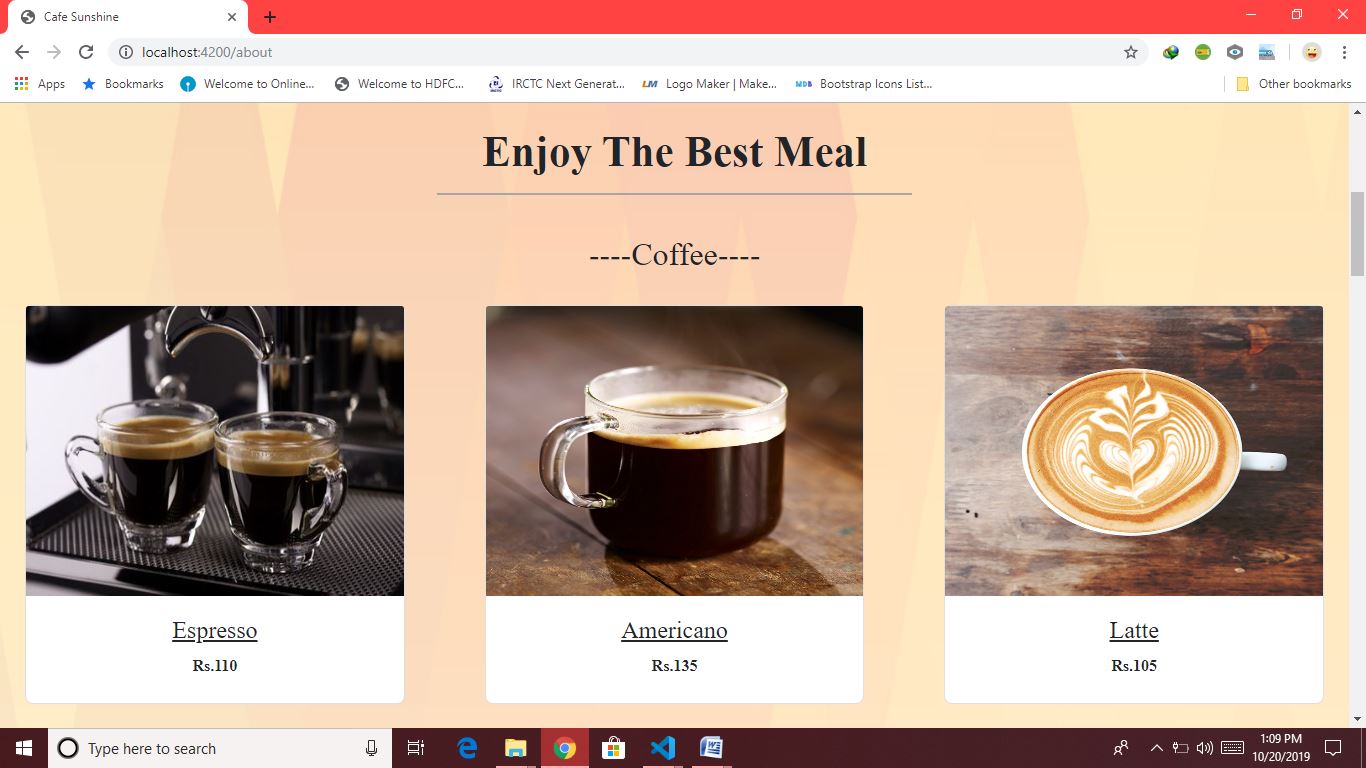 Cafe Sunshine
localhost:4200/about
Apps Bookmarks Welcome to Online... Welcome to HDFC... IRCTC Next Generat... LM Logo Maker | Make... MDB Bootstrap Icons List... Other bookmarks
Enjoy The Best Meal
----Coffee----
Espresso Americano Latte
Rs.110 Rs.135 Rs.105
Type here to search
1:09 PM
10/20/2019